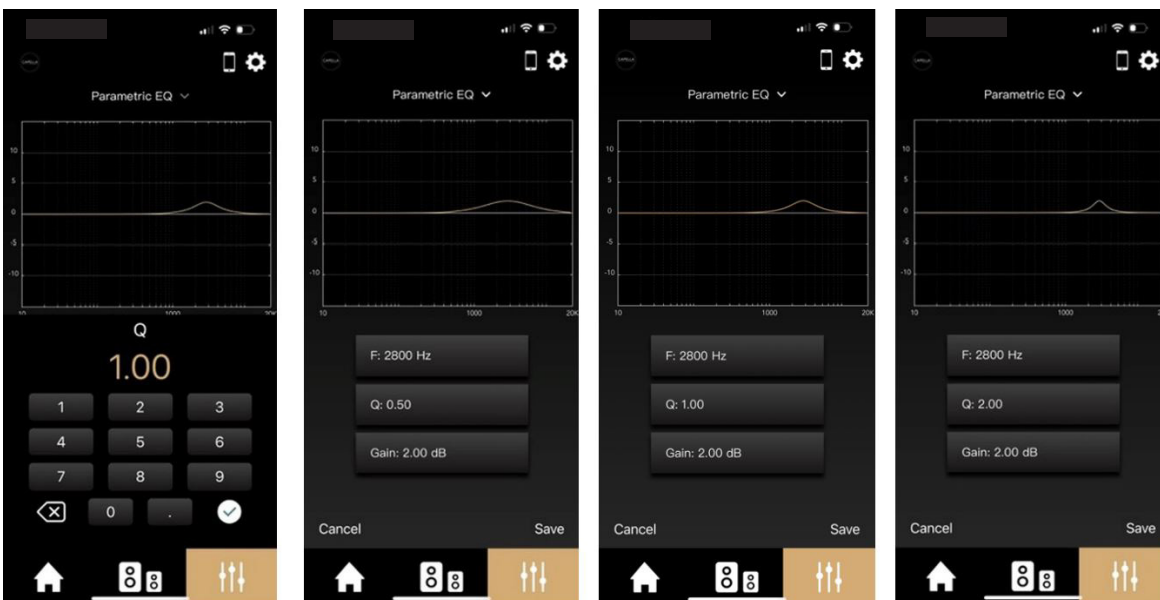 Parametric EQ
10
5
0
-5
-10
10 1000 20K
Q
1.00
1 2 3
4 5 6
7 8 9
0 .
Parametric EQ
10
5
0
-5
-10
10 1000 20K
F: 2800 Hz
Q: 0.50
Gain: 2.00 dB
Cancel Save
Parametric EQ
10
5
0
-5
-10
10 1000 20K
F: 2800 Hz
Q: 1.00
Gain: 2.00 dB
Cancel Save
Parametric EQ
10
5
0
-5
-10
10 1000 2
F: 2800 Hz
Q: 2.00
Gain: 2.00 dB
Cancel Save